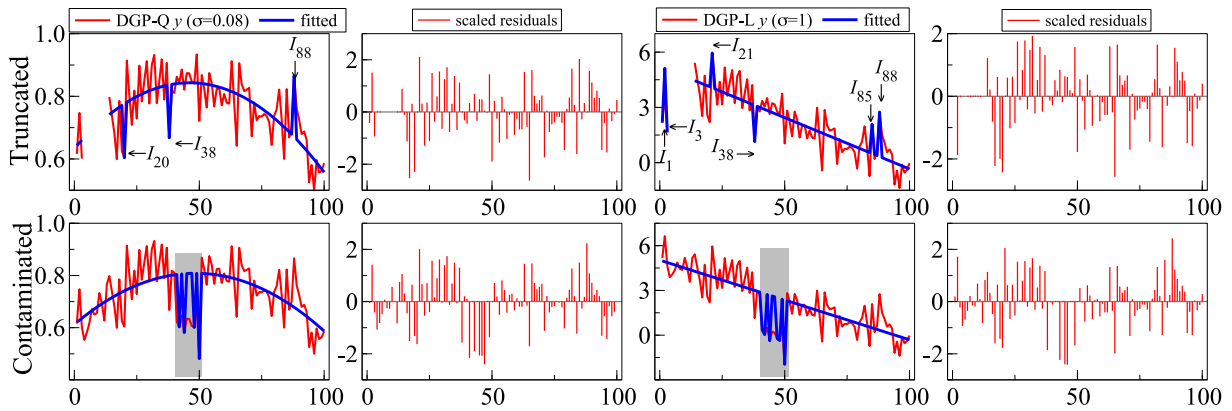 DGP-Q y (σ=0.08) fitted
scaled residuals
DGP-L y (σ=1) fitted
scaled residuals
Truncated
1.0
0.8
0.6
I88
I20
I38
0 50 100
2
0
-2
0 50 100
6
3
0
I21
I88
I85
I3
I38
I1
0 50 100
2
0
-2
0 50 100
Contaminated
1.0
0.8
0.6
0 50 100
2
0
-2
0 50 100
6
3
0
0 50 100
2
0
-2
0 50 100